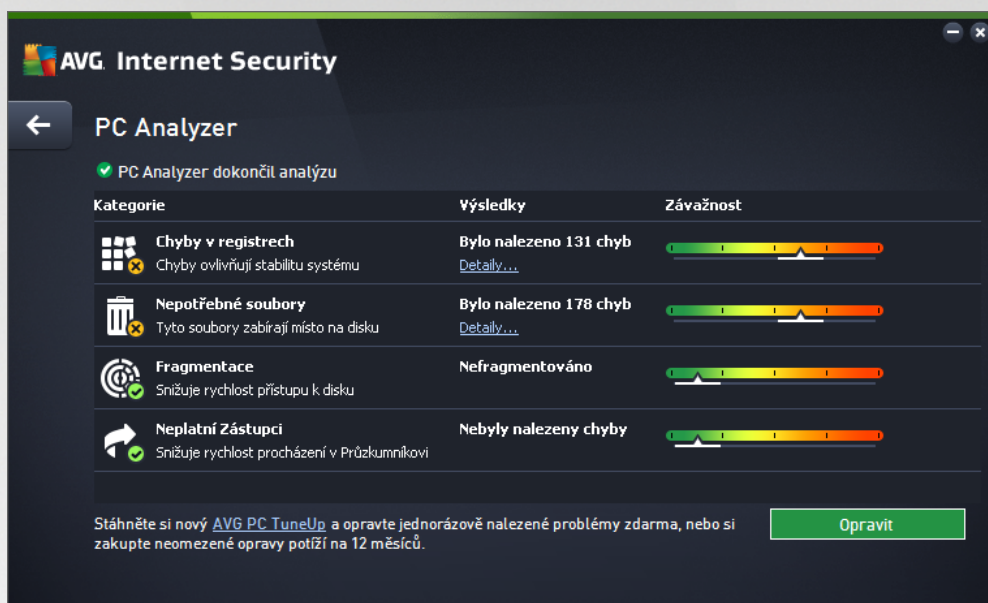 AVG. Internet Security
PC Analyzer
PC Analyzer dokončil analýzu
Kategorie Výsledky Závažnost
Chyby v registrech Bylo nalezeno 131 chyb
Chyby ovlivňují stabilitu systému Detaily...
Nepotřebné soubory Bylo nalezeno 178 chyb
Tyto soubory zabírají místo na disku Detaily...
Fragmentace Nefragmentováno
Snižuje rychlost přístupu k disku
Neplatní Zástupci Nebyly nalezeny chyby
Snižuje rychlost procházení v Průzkumníkovi
Stáhněte si nový AVG PC TuneUp a opravte jednorázově nalezené problémy zdarma, nebo si
zakupte neomezené opravy potíží na 12 měsíců.
Opravit